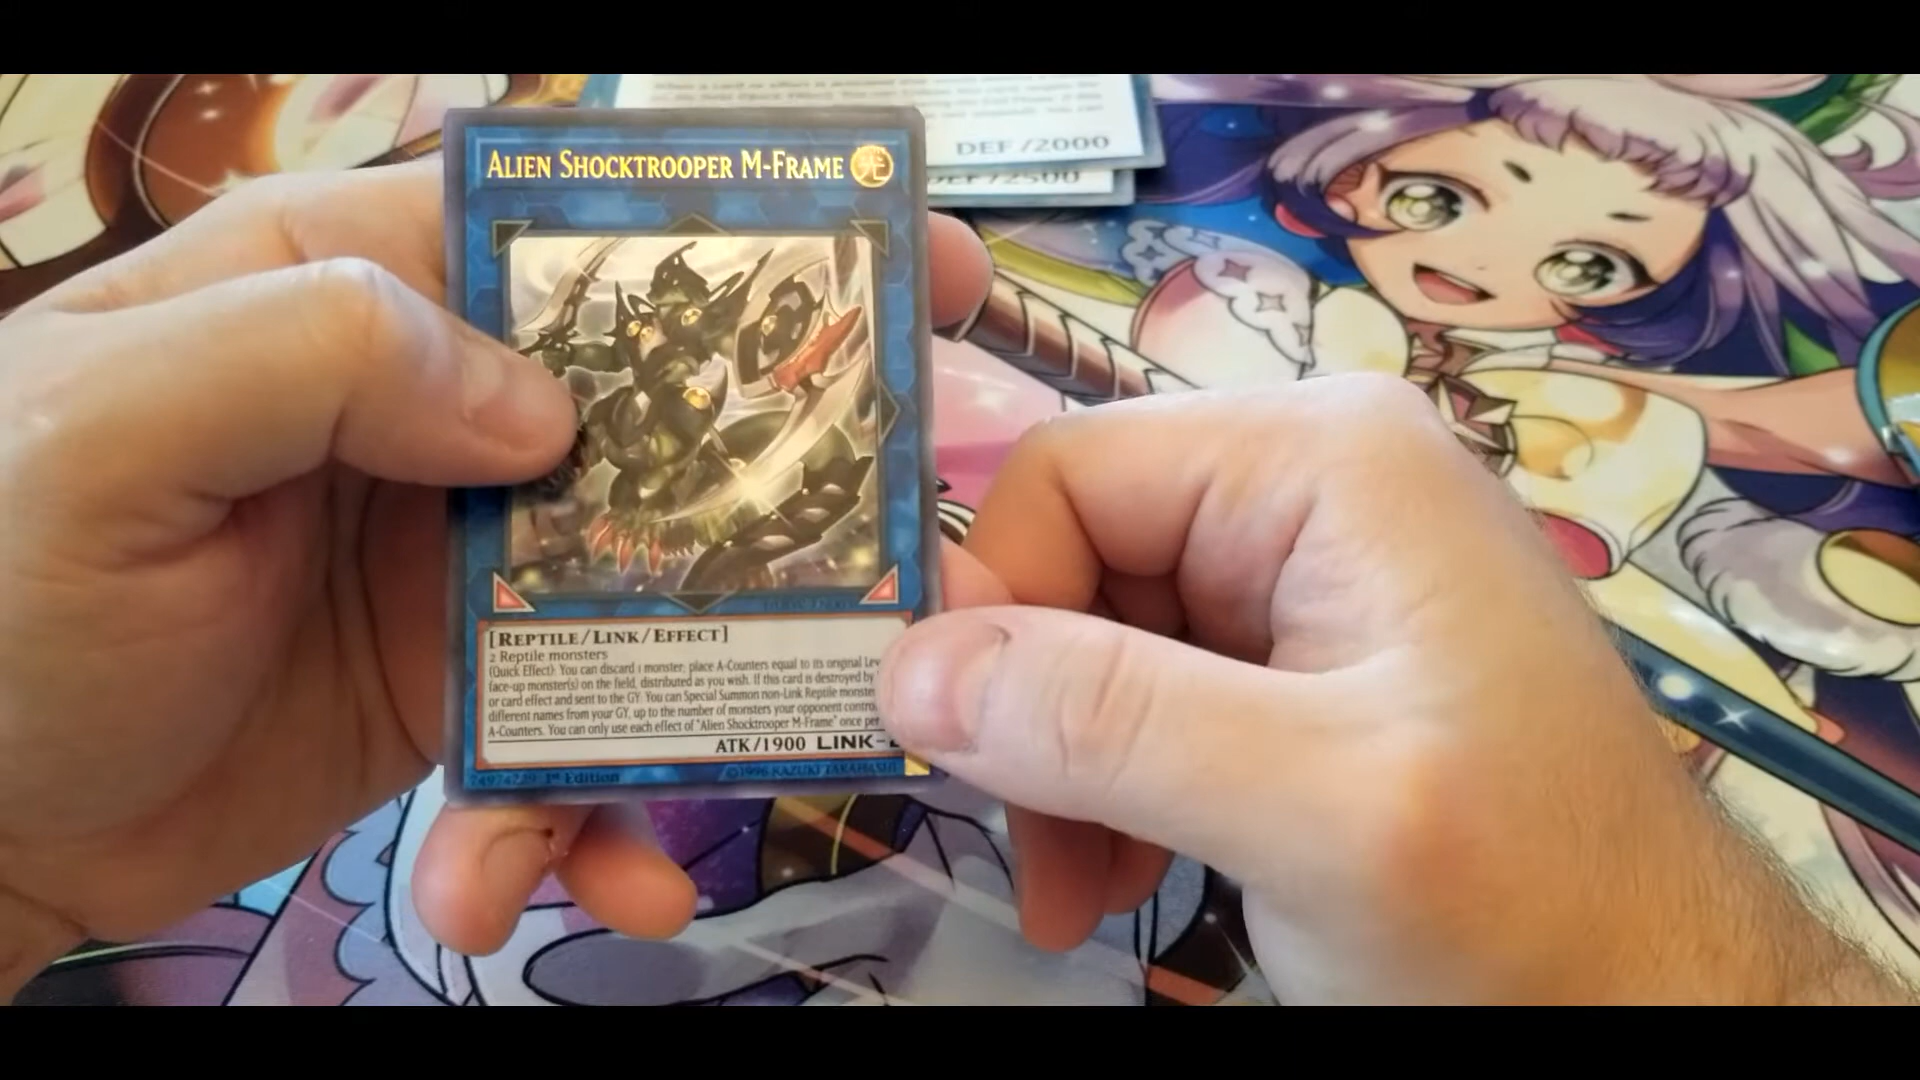 DEF/2000
DEF/2500
ALIEN SHOCKTROOPER M-FRAME 光
[REPTILE/LINK/EFFECT]
2 Reptile monsters
(Quick Effect): You can discard 1 monster; place A-Counters equal to its original Lev
face-up monster(s) on the field, distributed as you wish. If this card is destroyed by
or card effect and sent to the GY: You can Special Summon non-Link Reptile monster
different names from your GY, up to the number of monsters your opponent contro
A-Counters. You can only use each effect of "Alien Shocktrooper M-Frame" once per
ATK/1900 LINK-2
1st Edition
©1996 KAZUKI TAKAHASHI